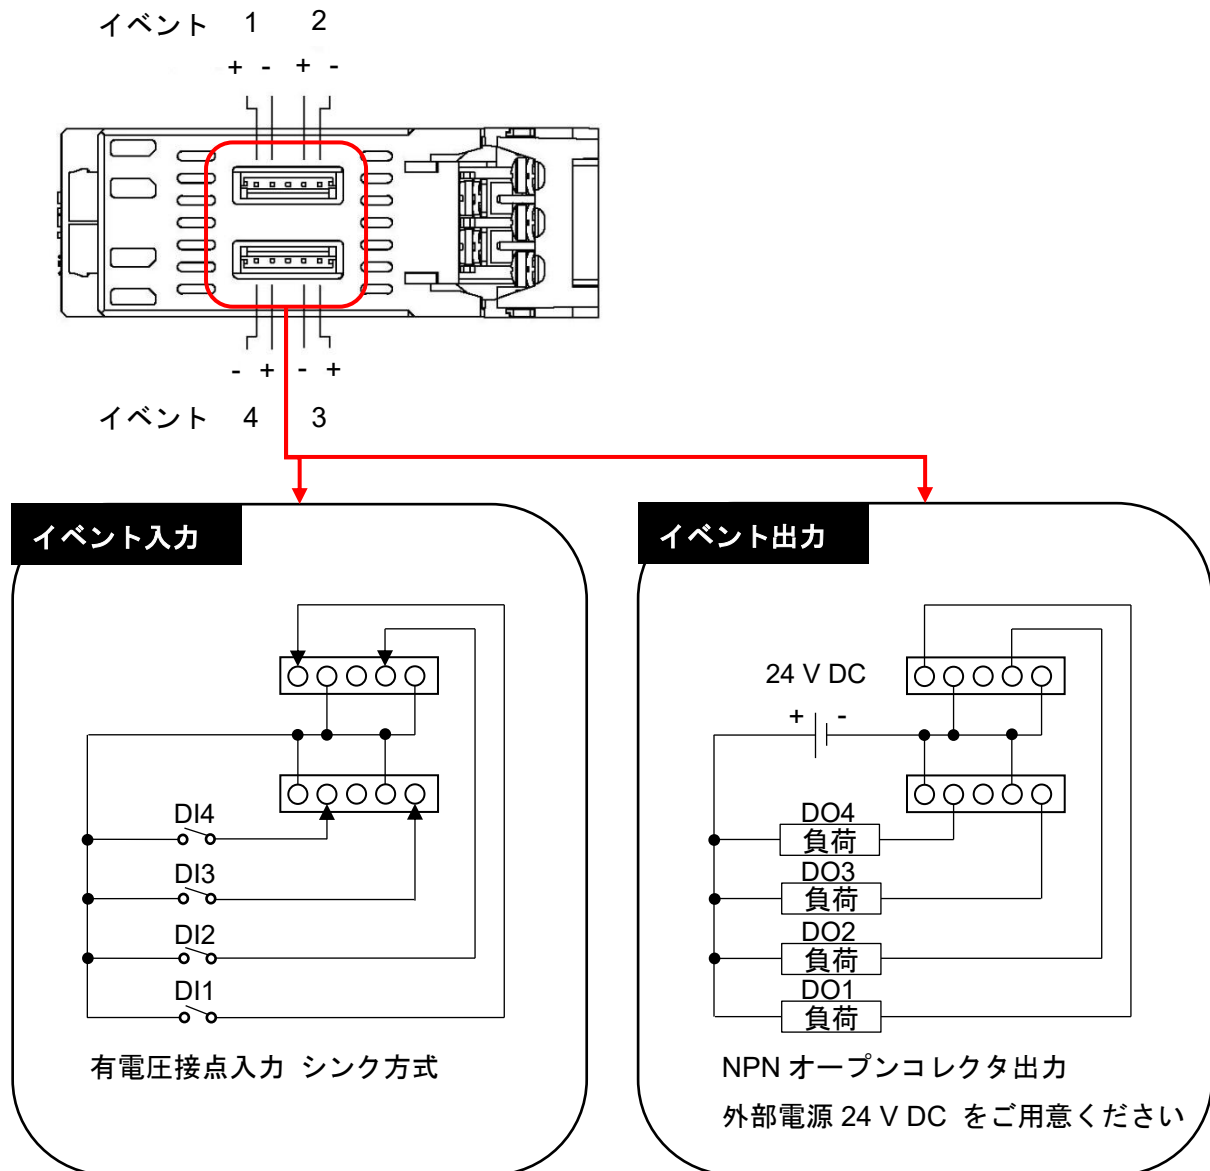 イベント 1 2
+ - + -
- + - +
イベント 4 3
イベント入力
DI4
DI3
DI2
DI1
有電圧接点入力 シンク方式
イベント出力
24 V DC
+ -
DO4
負荷
DO3
負荷
DO2
負荷
DO1
負荷
NPN オープンコレクタ出力
外部電源 24 V DC をご用意ください